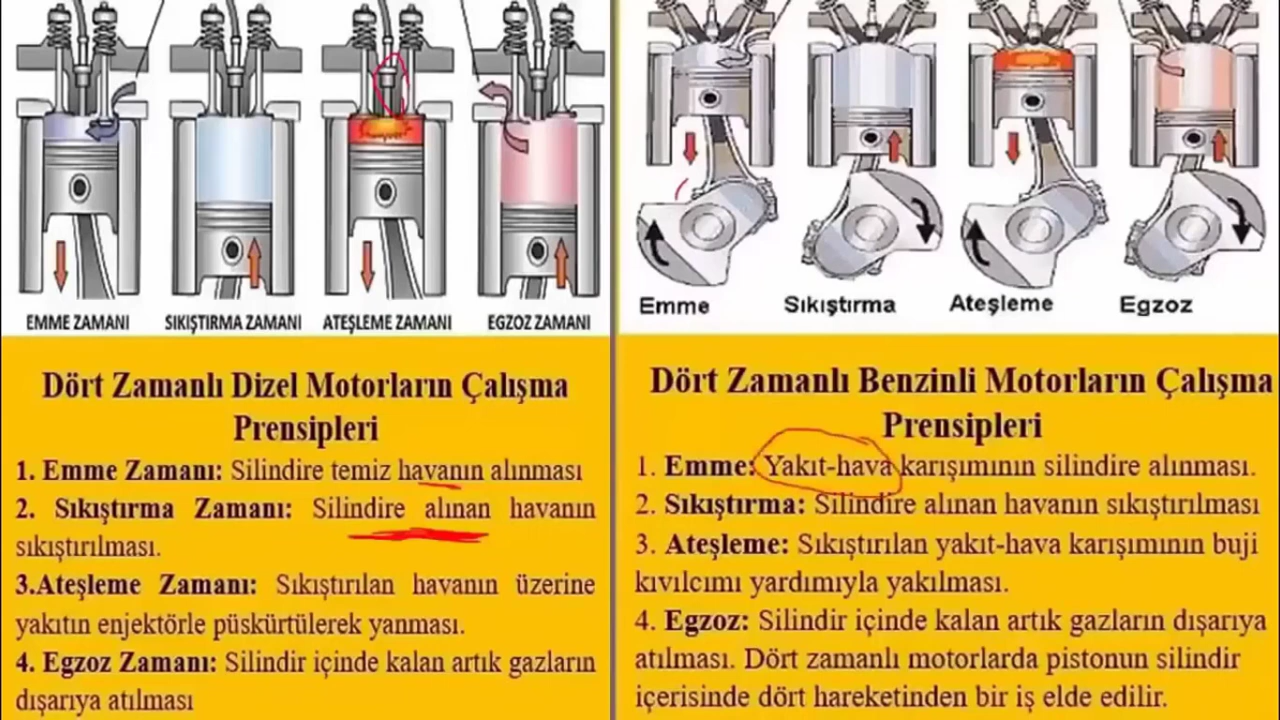 EMME ZAMANI
SIKIŞTIRMA ZAMANI
ATEŞLEME ZAMANI
EGZOZ ZAMANI
Dört Zamanlı Dizel Motorların Çalışma
Prensipleri
1. Emme Zamanı: Silindire temiz havanın alınması
2. Sıkıştırma Zamanı: Silindire alınan havanın
sıkıştırılması.
3.Ateşleme Zamanı: Sıkıştırılan havanın üzerine
yakıtın enjektörle püskürtülerek yanması.
4. Egzoz Zamanı: Silindir içinde kalan artık gazların
dışarıya atılması
Emme
Sıkıştırma
Ateşleme
Egzoz
Dört Zamanlı Benzinli Motorların Çalışma
Prensipleri
1. Emme: Yakıt-hava karışımının silindire alınması.
2. Sıkıştırma: Silindire alınan havanın sıkıştırılması
3. Ateşleme: Sıkıştırılan yakıt-hava karışımının buji
kıvılcımı yardımıyla yakılması.
4. Egzoz: Silindir içinde kalan artık gazların dışarıya
atılması. Dört zamanlı motorlarda pistonun silindir
içerisinde dört hareketinden bir iş elde edilir.